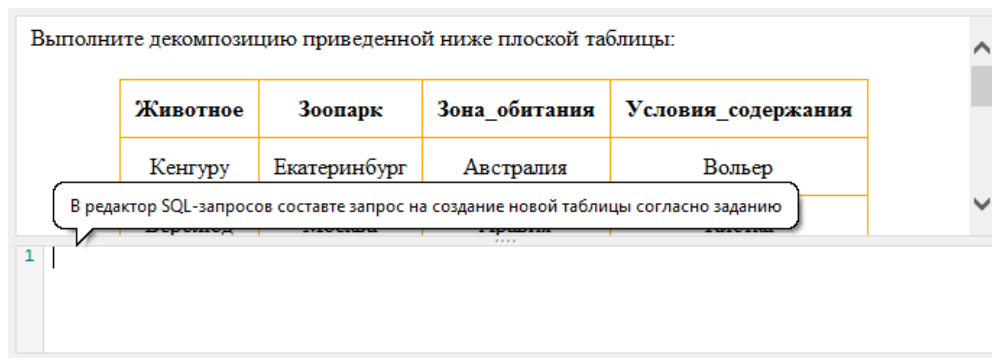 Выполните декомпозицию приведенной ниже плоской таблицы:
Животное Зоопарк Зона_обитания Условия_содержания
Кенгуру Екатеринбург Австралия Вольер
В редактор SQL-запросов составте запрос на создание новой таблицы согласно заданию
1